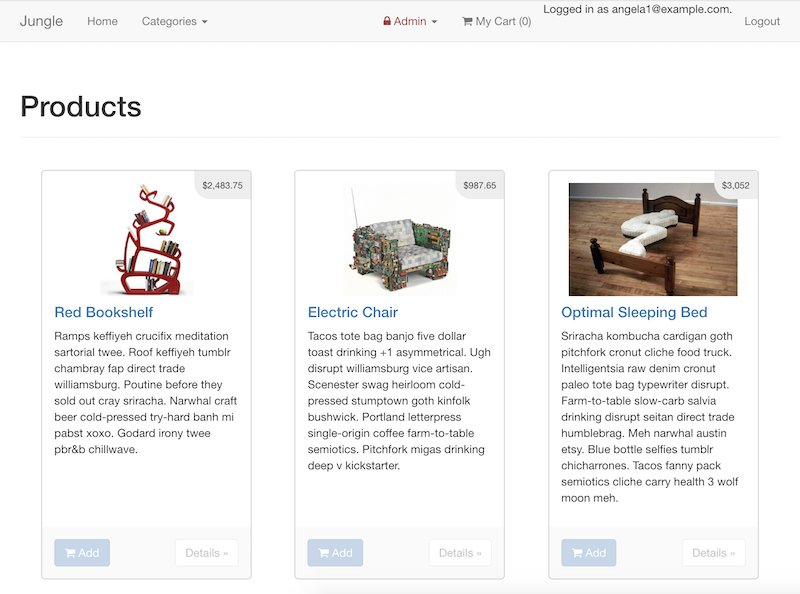 Jungle Home Categories Admin My Cart (0) Logged in as angela1@example.com. Logout
Products
$2,483.75
Red Bookshelf
Ramps keffiyeh crucifix meditation
sartorial twee. Roof keffiyeh tumblr
chambray fap direct trade
williamsburg. Poutine before they
sold out cray sriracha. Narwhal craft
beer cold-pressed try-hard banh mi
pabst xoxo. Godard irony twee
pbr&b chillwave.
Add Details »
$987.65
Electric Chair
Tacos tote bag banjo five dollar
toast drinking +1 asymmetrical. Ugh
disrupt williamsburg vice artisan.
Scenester swag heirloom cold-
pressed stumptown goth kinfolk
bushwick. Portland letterpress
single-origin coffee farm-to-table
semiotics. Pitchfork migas drinking
deep v kickstarter.
Add Details »
$3,052
Optimal Sleeping Bed
Sriracha kombucha cardigan goth
pitchfork cronut cliche food truck.
Intelligentsia raw denim cronut
paleo tote bag typewriter disrupt.
Farm-to-table slow-carb salvia
drinking disrupt seitan direct trade
humblebrag. Meh narwhal austin
etsy. Blue bottle selfies tumblr
chicharrones. Tacos fanny pack
semiotics cliche carry health 3 wolf
moon meh.
Add Details »